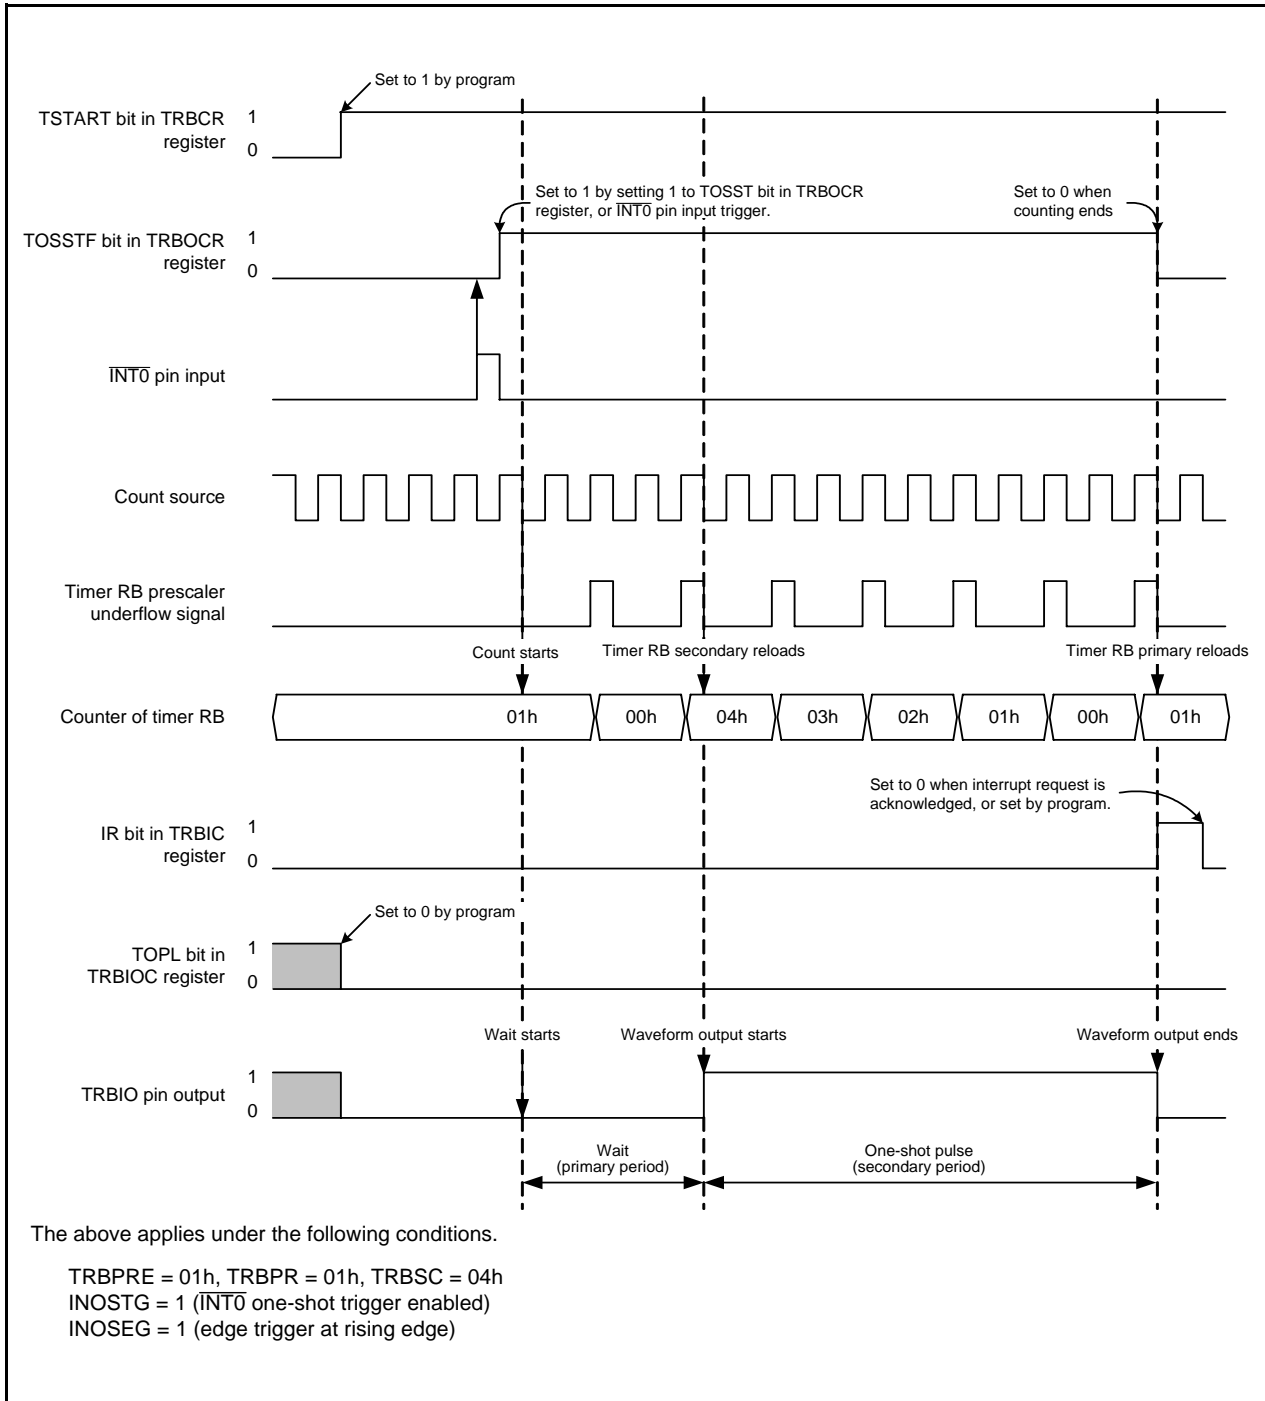 Set to 1 by program
TSTART bit in TRBCR
register
1
0
Set to 1 by setting 1 to TOSST bit in TRBOCR
register, or INT0 pin input trigger.
Set to 0 when
counting ends
TOSSTF bit in TRBOCR
register
1
0
INT0 pin input
Count source
Timer RB prescaler
underflow signal
Count starts
Timer RB secondary reloads
Timer RB primary reloads
Counter of timer RB
01h
00h
04h
03h
02h
01h
00h
01h
Set to 0 when interrupt request is
acknowledged, or set by program.
IR bit in TRBIC
register
1
0
Set to 0 by program
TOPL bit in
TRBIOC register
1
0
Wait starts
Waveform output starts
Waveform output ends
TRBIO pin output
1
0
Wait
(primary period)
One-shot pulse
(secondary period)
The above applies under the following conditions.
TRBPRE = 01h, TRBPR = 01h, TRBSC = 04h
INOSTG = 1 (INT0 one-shot trigger enabled)
INOSEG = 1 (edge trigger at rising edge)